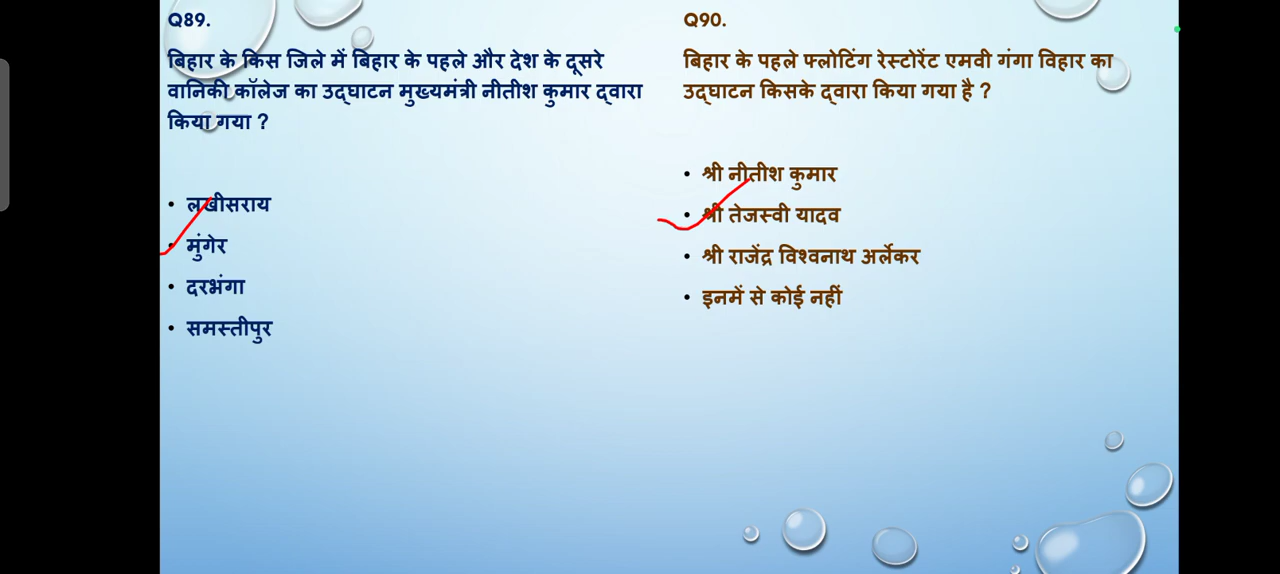 Q89.
बिहार के किस जिले में बिहार के पहले और देश के दूसरे
वानिकी कॉलेज का उद्घाटन मुख्यमंत्री नीतीश कुमार द्वारा
किया गया ?
• लखीसराय
• मुंगेर
• दरभंगा
• समस्तीपुर
Q90.
बिहार के पहले फ्लोटिंग रेस्टोरेंट एमवी गंगा विहार का
उद्घाटन किसके द्वारा किया गया है ?
• श्री नीतीश कुमार
• श्री तेजस्वी यादव
• श्री राजेंद्र विश्वनाथ अर्लेकर
• इनमें से कोई नहीं